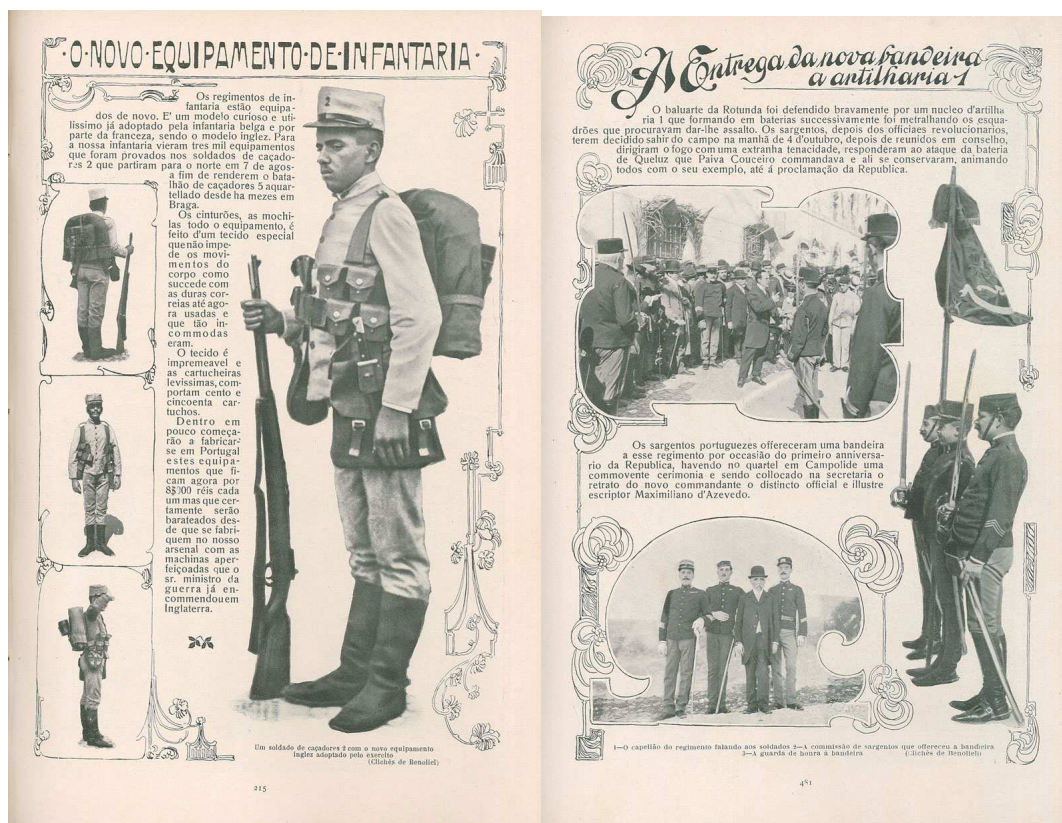 ·O·NOVO·EQUIPAMENTO·DE·INFANTARIA·
Os regimentos de in-
fantaria estão equipa-
dos de novo. E' um modelo curioso e uti-
lissimo já adoptado pela infantaria belga e por
parte da franceza, sendo o modelo inglez. Para
a nossa infantaria vieram tres mil equipamentos
que foram provados nos soldados de caçado-
res 2 que partiram para o norte em 7 de agos-
a fim de renderem o bata-
lhão de caçadores 5 aquar-
tellado desde ha mezes em
Braga.
Os cinturões, as mochi-
las todo o equipamento, é
feito d'um tecido especial
que não impe-
de os movi-
mentos do
corpo como
succede com
as duras cor-
reias até ago-
ra usadas e
que tão in-
commodas
eram.
O tecido é
impremeavel e
as cartucheiras
levissimas, com-
portam cento e
cincoenta car-
tuchos.
Dentro em
pouco começa-
rão a fabricar-
se em Portugal
estes equipa-
mentos que fi-
cam agora por
8$000 réis cada
um mas que cer-
tamente serão
barateados des-
de que se fabri-
quem no nosso
arsenal com as
machinas aper-
feiçoadas que o
sr. ministro da
guerra já en-
commendou em
Inglaterra.
2
Um soldado de caçadores 2 com o novo equipamento
inglez adoptado pelo exercito
(Clichés de Benoliel)
215
A Entrega da nova bandeira
a artilharia 1
O baluarte da Rotunda foi defendido bravamente por um nucleo d'artilha
ria 1 que formando em baterias successivamente foi metralhando os esqua-
drões que procuravam dar-lhe assalto. Os sargentos, depois dos officiaes revolucionarios,
terem decidido sahir do campo na manhã de 4 d'outubro, depois de reunidos em conselho,
dirigiram o fogo com uma extranha tenacidade, responderam ao ataque da bateria
de Queluz que Paiva Couceiro commandava e ali se conservaram, animando
todos com o seu exemplo, até á proclamação da Republica.
Os sargentos portuguezes offereceram uma bandeira
a esse regimento por occasião do primeiro anniversa-
rio da Republica, havendo no quartel em Campolide uma
commovente cerimonia e sendo collocado na secretaria o
retrato do novo commandante o distincto official e illustre
escriptor Maximiliano d'Azevedo.
1—O capelião do regimento falando aos soldados 2—A commissão de sargentos que offereceu a bandeira
3—A guarda de honra á bandeira (Clichés de Benoliel)
481